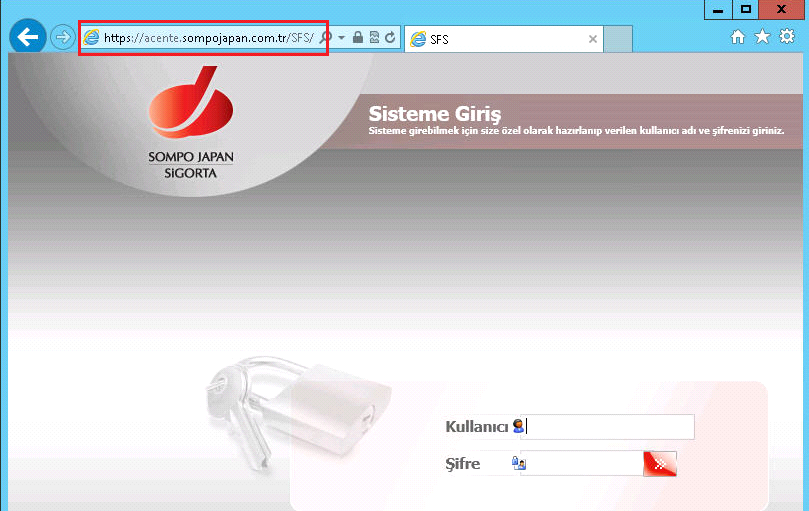 https://acente.sompojapan.com.tr/SFS/
SFS
Sisteme Giriş
Sisteme girebilmek için size özel olarak hazırlanıp verilen kullanıcı adı ve şifrenizi giriniz.
SOMPO JAPAN
SIGORTA
Kullanıcı
Şifre